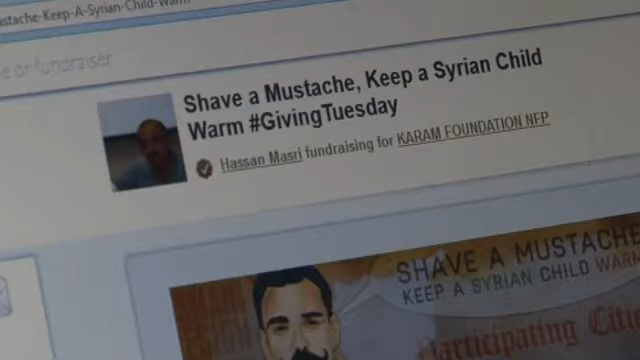 ustache-Keep-A-Syrian-Child-Warm
e or fundraiser
Shave a Mustache, Keep a Syrian Child
Warm #GivingTuesday
Hassan Masri fundraising for KARAM FOUNDATION NFP
SHAVE A MUSTACHE
KEEP A SYRIAN CHILD WARM
Participating Citie